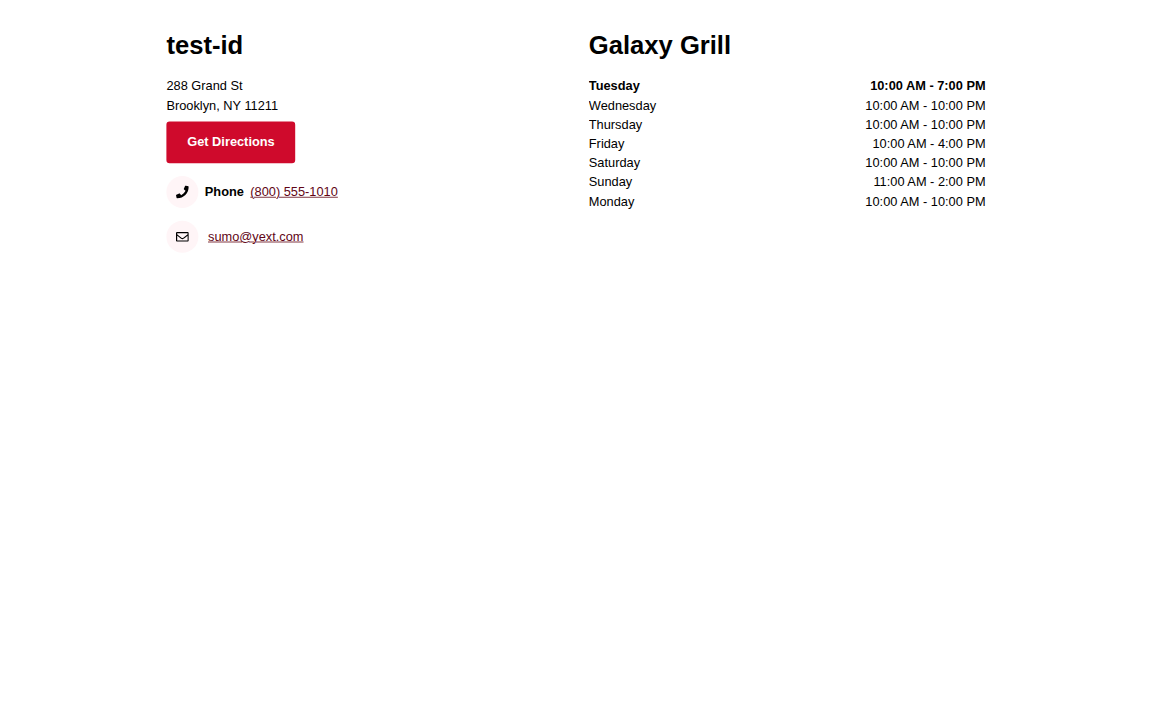 test-id
288 Grand St
Brooklyn, NY 11211
Get Directions
Phone (800) 555-1010
sumo@yext.com
Galaxy Grill
Tuesday 10:00 AM - 7:00 PM
Wednesday 10:00 AM - 10:00 PM
Thursday 10:00 AM - 10:00 PM
Friday 10:00 AM - 4:00 PM
Saturday 10:00 AM - 10:00 PM
Sunday 11:00 AM - 2:00 PM
Monday 10:00 AM - 10:00 PM